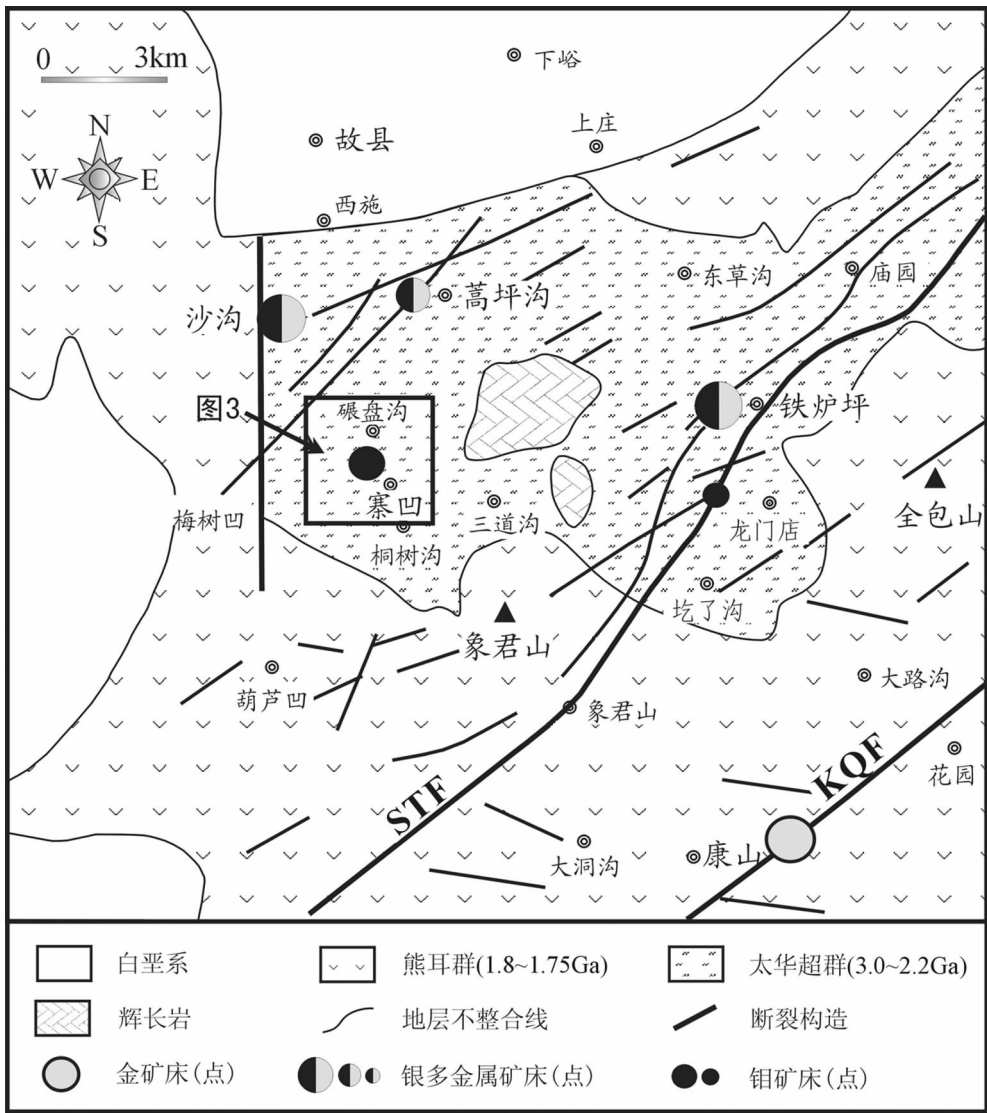 0 3km
下峪
N
W E
S
故县
上庄
西施
沙沟
蒿坪沟
东草沟
庙园
图3
碾盘沟
铁炉坪
寨凹
梅树凹
三道沟
桐树沟
龙门店
全包山
圪了沟
象君山
葫芦凹
大路沟
象君山
STF
KQF
花园
大洞沟
康山
白垩系
熊耳群(1.8~1.75Ga)
太华超群(3.0~2.2Ga)
辉长岩
地层不整合线
断裂构造
金矿床(点)
银多金属矿床(点)
钼矿床(点)